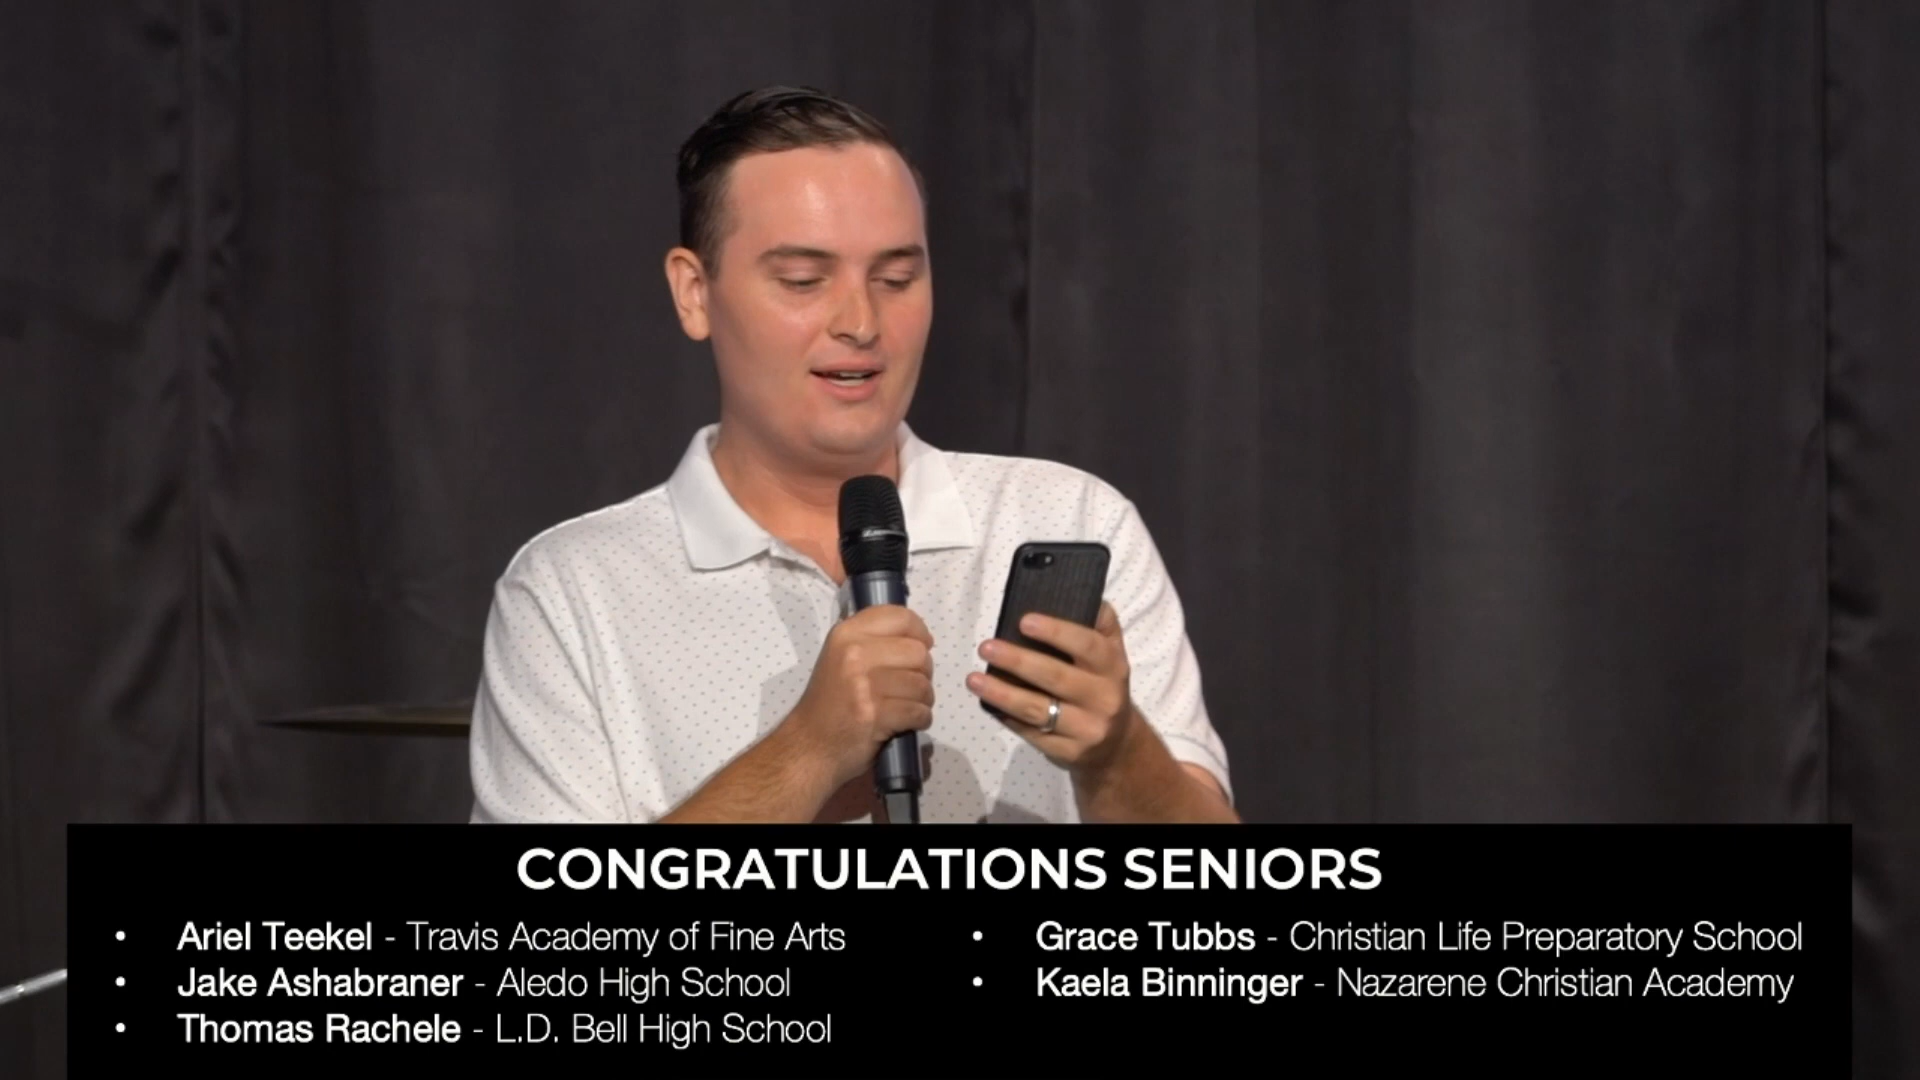 CONGRATULATIONS SENIORS
• Ariel Teekel - Travis Academy of Fine Arts
• Jake Ashabraner - Aledo High School
• Thomas Rachele - L.D. Bell High School
• Grace Tubbs - Christian Life Preparatory School
• Kaela Binninger - Nazarene Christian Academy